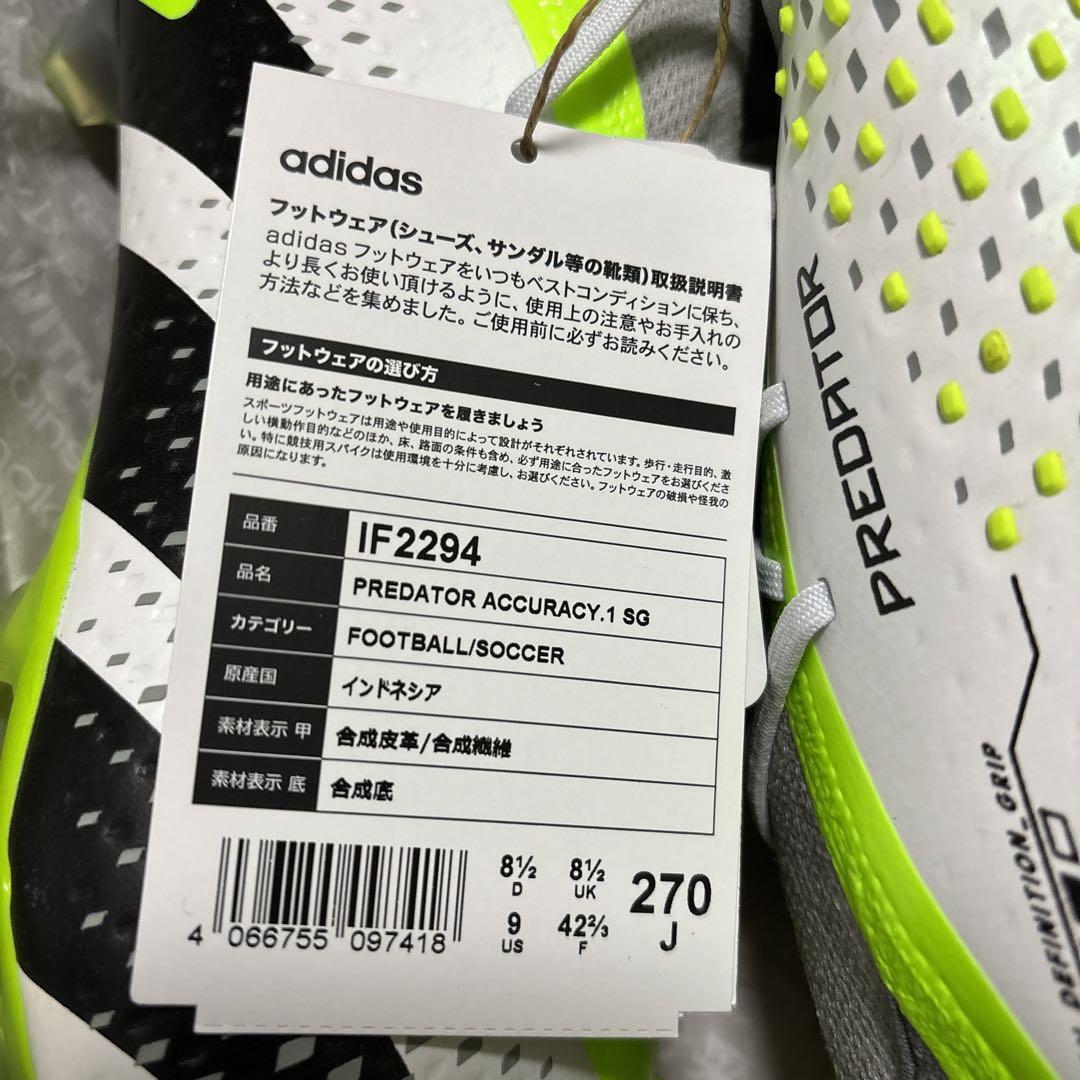 adidas
フットウェア(シューズ、サンダル等の靴類)取扱説明書
adidas フットウェアをいつもベストコンディションに保ち、
より長くお使い頂けるように、使用上の注意やお手入れの
方法などを集めました。ご使用前に必ずお読みください。
フットウェアの選び方
用途にあったフットウェアを履きましょう
スポーツフットウェアは用途や使用目的によって設計がそれぞれされています。歩行・走行目的、激
しい横動作目的などのほか、床、路面の条件も含め、必ず用途に合ったフットウェアをお選びくださ
い。特に競技用スパイクは使用環境を十分に考慮し、お選びください。フットウェアの破損や怪我の
原因になります。
品番 IF2294
品名 PREDATOR ACCURACY.1 SG
カテゴリー FOOTBALL/SOCCER
原産国 インドネシア
素材表示 甲 合成皮革/合成繊維
素材表示 底 合成底
4 066755 097418
8½ D
8½ UK
9 US
42⅔ F
270 J
PREDATOR
DEFINITION_GRIP